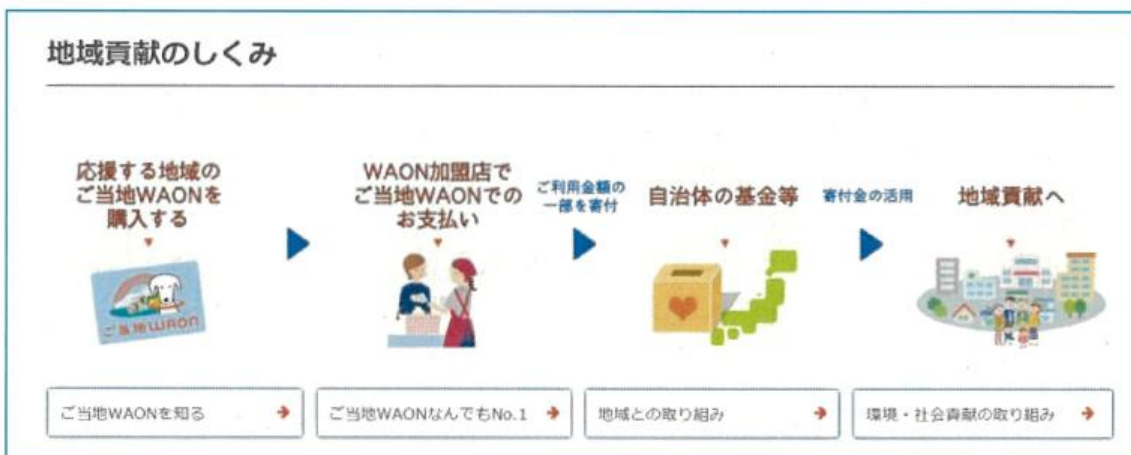 地域貢献のしくみ
応援する地域の
ご当地WAONを
購入する
WAON加盟店で
ご当地WAONでの
お支払い
ご利用金額の
一部を寄付
自治体の基金等
寄付金の活用
地域貢献へ
ご当地WAON
ご当地WAONを知る
ご当地WAONなんでもNo.1
地域との取り組み
環境・社会貢献の取り組み